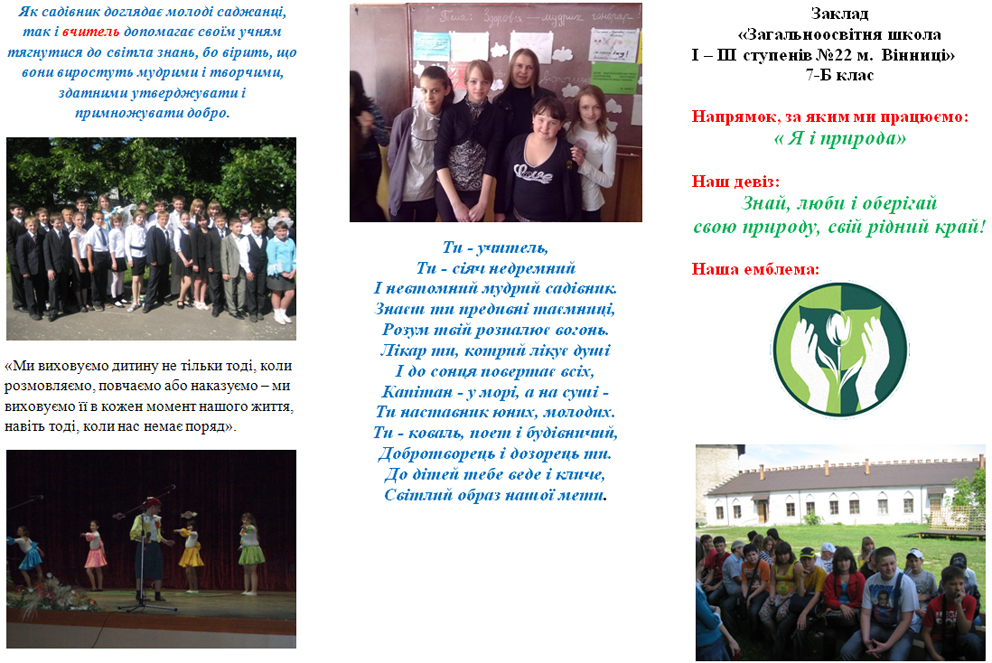 Як садівник доглядає молоді саджанці,
так і вчитель допомагає своїм учням
тягнутися до світла знань, бо вірить, що
вони виростуть мудрими і творчими,
здатними утверджувати і
примножувати добро.
«Ми виховуємо дитину не тільки тоді, коли
розмовляємо, повчаємо або наказуємо – ми
виховуємо її в кожен момент нашого життя,
навіть тоді, коли нас немає поряд».
Тема: Здоров'я —
Ти - учитель,
Ти - сіяч недремний
І невтомний мудрий садівник.
Знаєш ти предивні таємниці,
Розум твій розпалює вогонь.
Лікар ти, котрий лікує душі
І до сонця повертає всіх,
Капітан - у морі, а на суші -
Ти наставник юних, молодих.
Ти - коваль, поет і будівничий,
Добротворець і дозорець ти.
До дітей тебе веде і кличе,
Світлий образ нашої мети.
Заклад
«Загальноосвітня школа
І – ІІІ ступенів №22 м. Вінниці»
7-Б клас
Напрямок, за яким ми працюємо:
« Я і природа»
Наш девіз:
Знай, люби і оберігай
свою природу, свій рідний край!
Наша емблема: